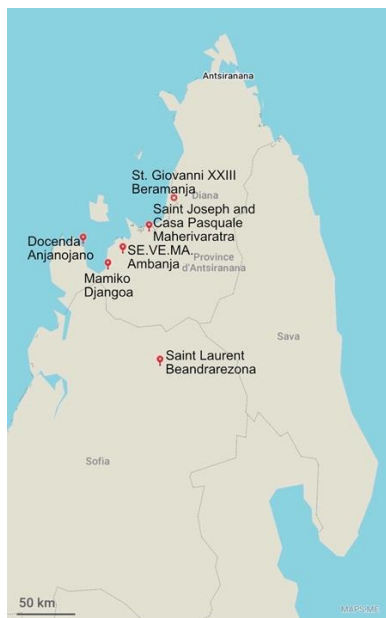 Antsiranana
St. Giovanni XXIII
Beramanja
Diana
Saint Joseph and
Casa Pasquale
Maherivaratra
Docenda
Anjanojano
SE.VE.MA.
Ambanja
Province
d'Antsiranana
Mamiko
Djangoa
Sava
Saint Laurent
Beandrarezona
Sofia
50 km
MAPS.ME